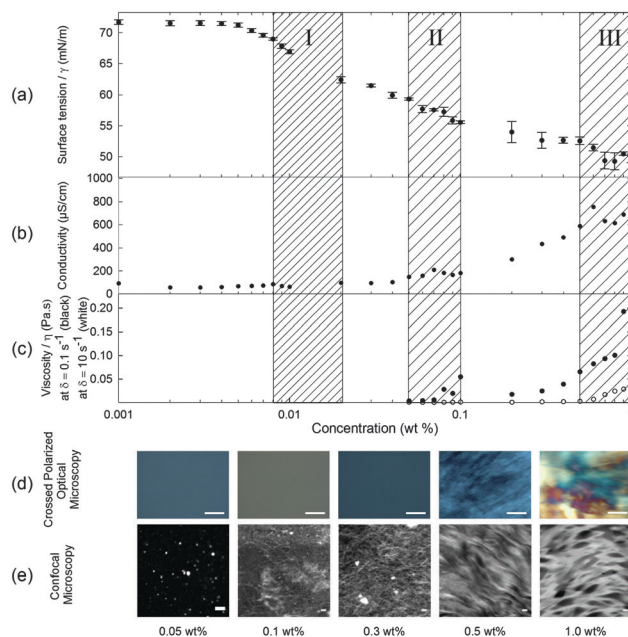 I
II
III
(a)
Surface tension / γ (mN/m)
70
65
60
55
50
(b)
Conductivity (μS/cm)
1000
800
600
400
200
0
(c)
Viscosity / η (Pa.s)
at δ = 0.1 s⁻¹ (black)
at δ = 10 s⁻¹ (white)
0.20
0.15
0.10
0.05
0.001
0.01
0.1
Concentration (wt %)
(d)
Crossed Polarized
Optical
Microscopy
(e)
Confocal
Microscopy
0.05 wt%
0.1 wt%
0.3 wt%
0.5 wt%
1.0 wt%